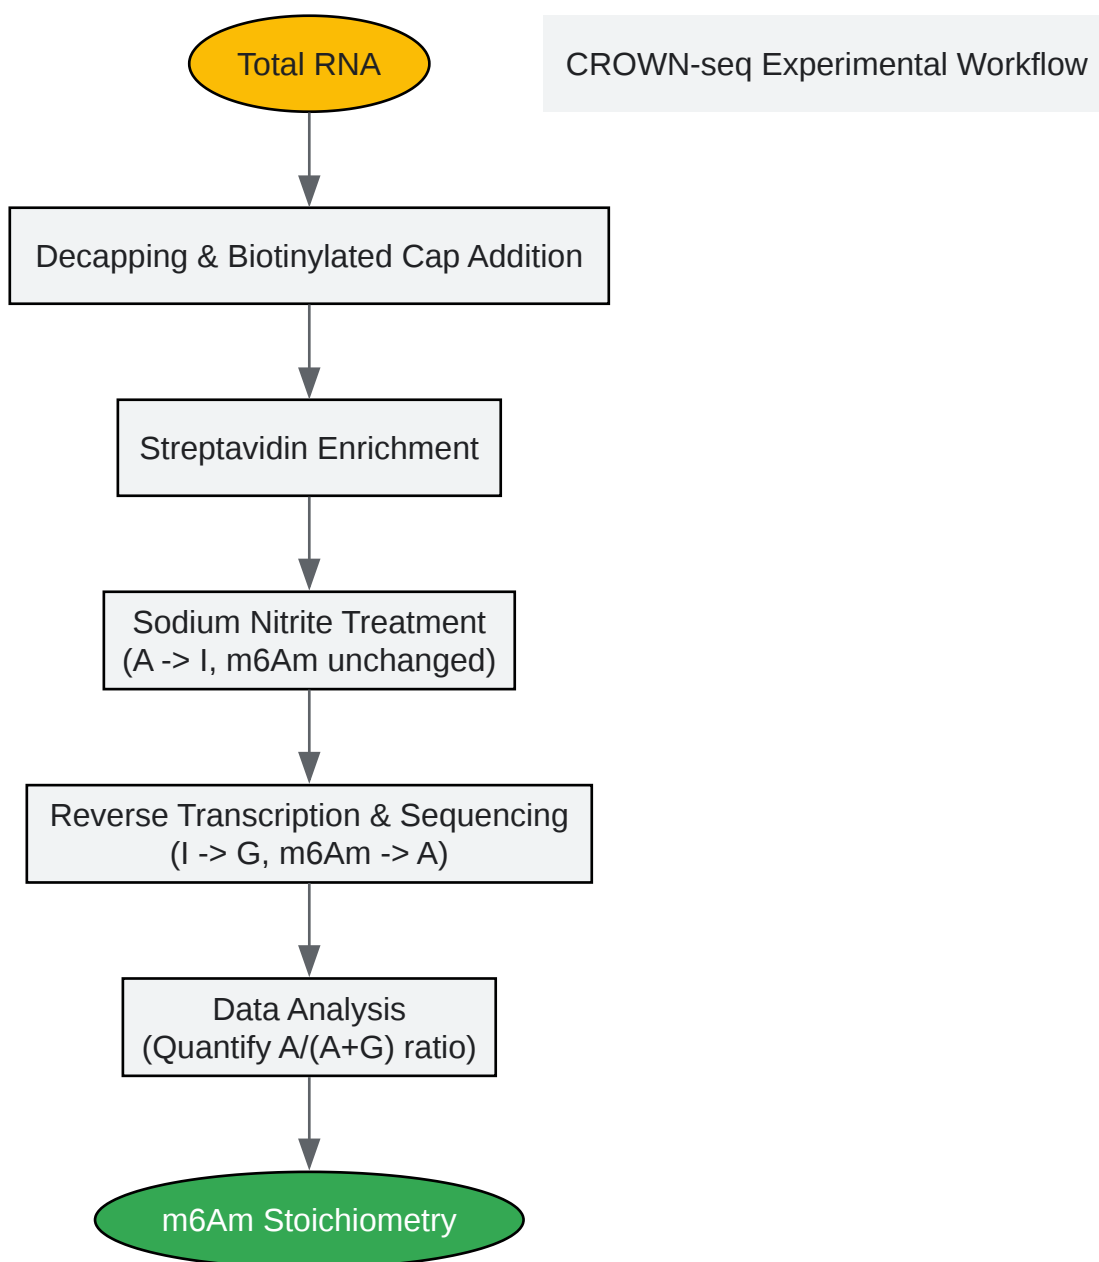 Total RNA
CROWN-seq Experimental Workflow
Decapping & Biotinylated Cap Addition
Streptavidin Enrichment
Sodium Nitrite Treatment
(A -> I, m6Am unchanged)
Reverse Transcription & Sequencing
(I -> G, m6Am -> A)
Data Analysis
(Quantify A/(A+G) ratio)
m6Am Stoichiometry